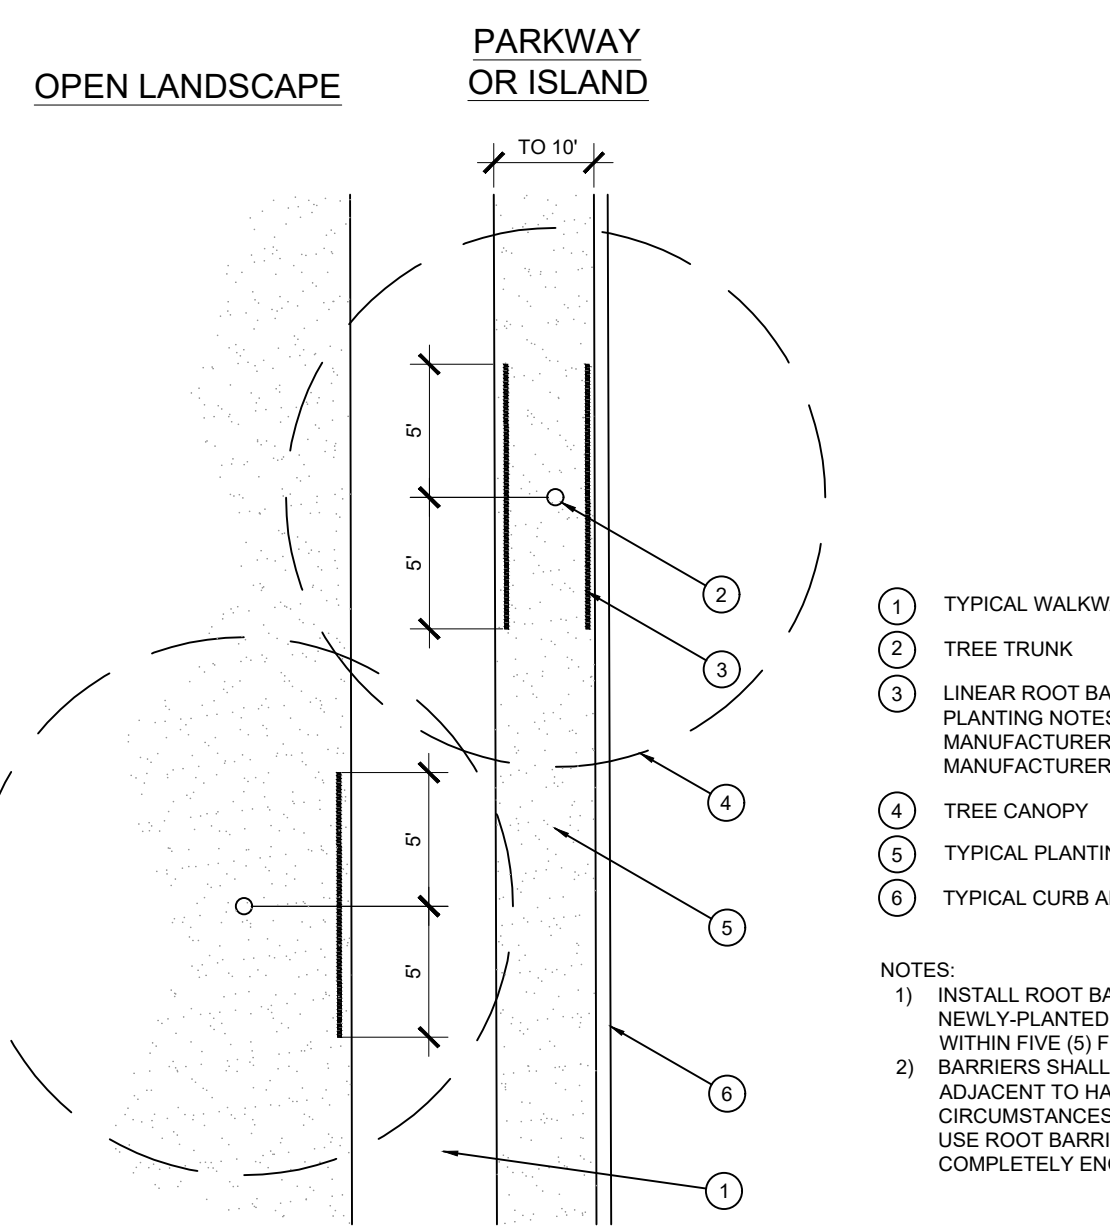 OPEN LANDSCAPE
PARKWAY
OR ISLAND
TO 10'
5'
5'
5'
5'
2
3
4
5
6
1
1 TYPICAL WALKWA
2 TREE TRUNK
3 LINEAR ROOT BA
PLANTING NOTES
MANUFACTURER
MANUFACTURER
4 TREE CANOPY
5 TYPICAL PLANTIN
6 TYPICAL CURB A
NOTES:
1) INSTALL ROOT BA
NEWLY-PLANTED
WITHIN FIVE (5) F
2) BARRIERS SHALL
ADJACENT TO HA
CIRCUMSTANCES
USE ROOT BARRI
COMPLETELY ENC